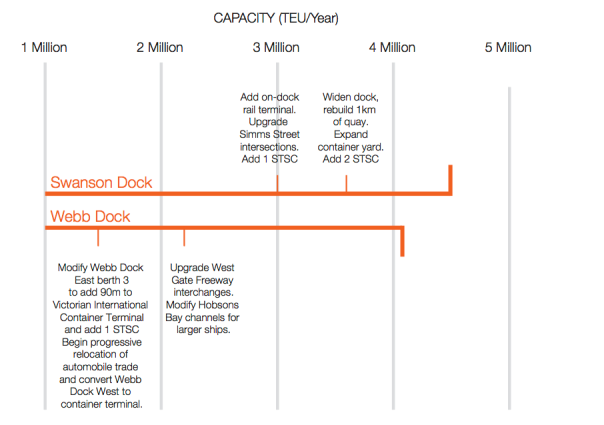 CAPACITY (TEU/Year)
1 Million
2 Million
3 Million
4 Million
5 Million
Add on-dock
rail terminal.
Upgrade
Simms Street
intersections.
Add 1 STSC
Widen dock,
rebuild 1km
of quay.
Expand
container yard.
Add 2 STSC
Swanson Dock
Webb Dock
Modify Webb Dock
East berth 3
to add 90m to
Victorian International
Container Terminal
and add 1 STSC
Begin progressive
relocation of
automobile trade
and convert Webb
Dock West to
container terminal.
Upgrade West
Gate Freeway
interchanges.
Modify Hobsons
Bay channels for
larger ships.